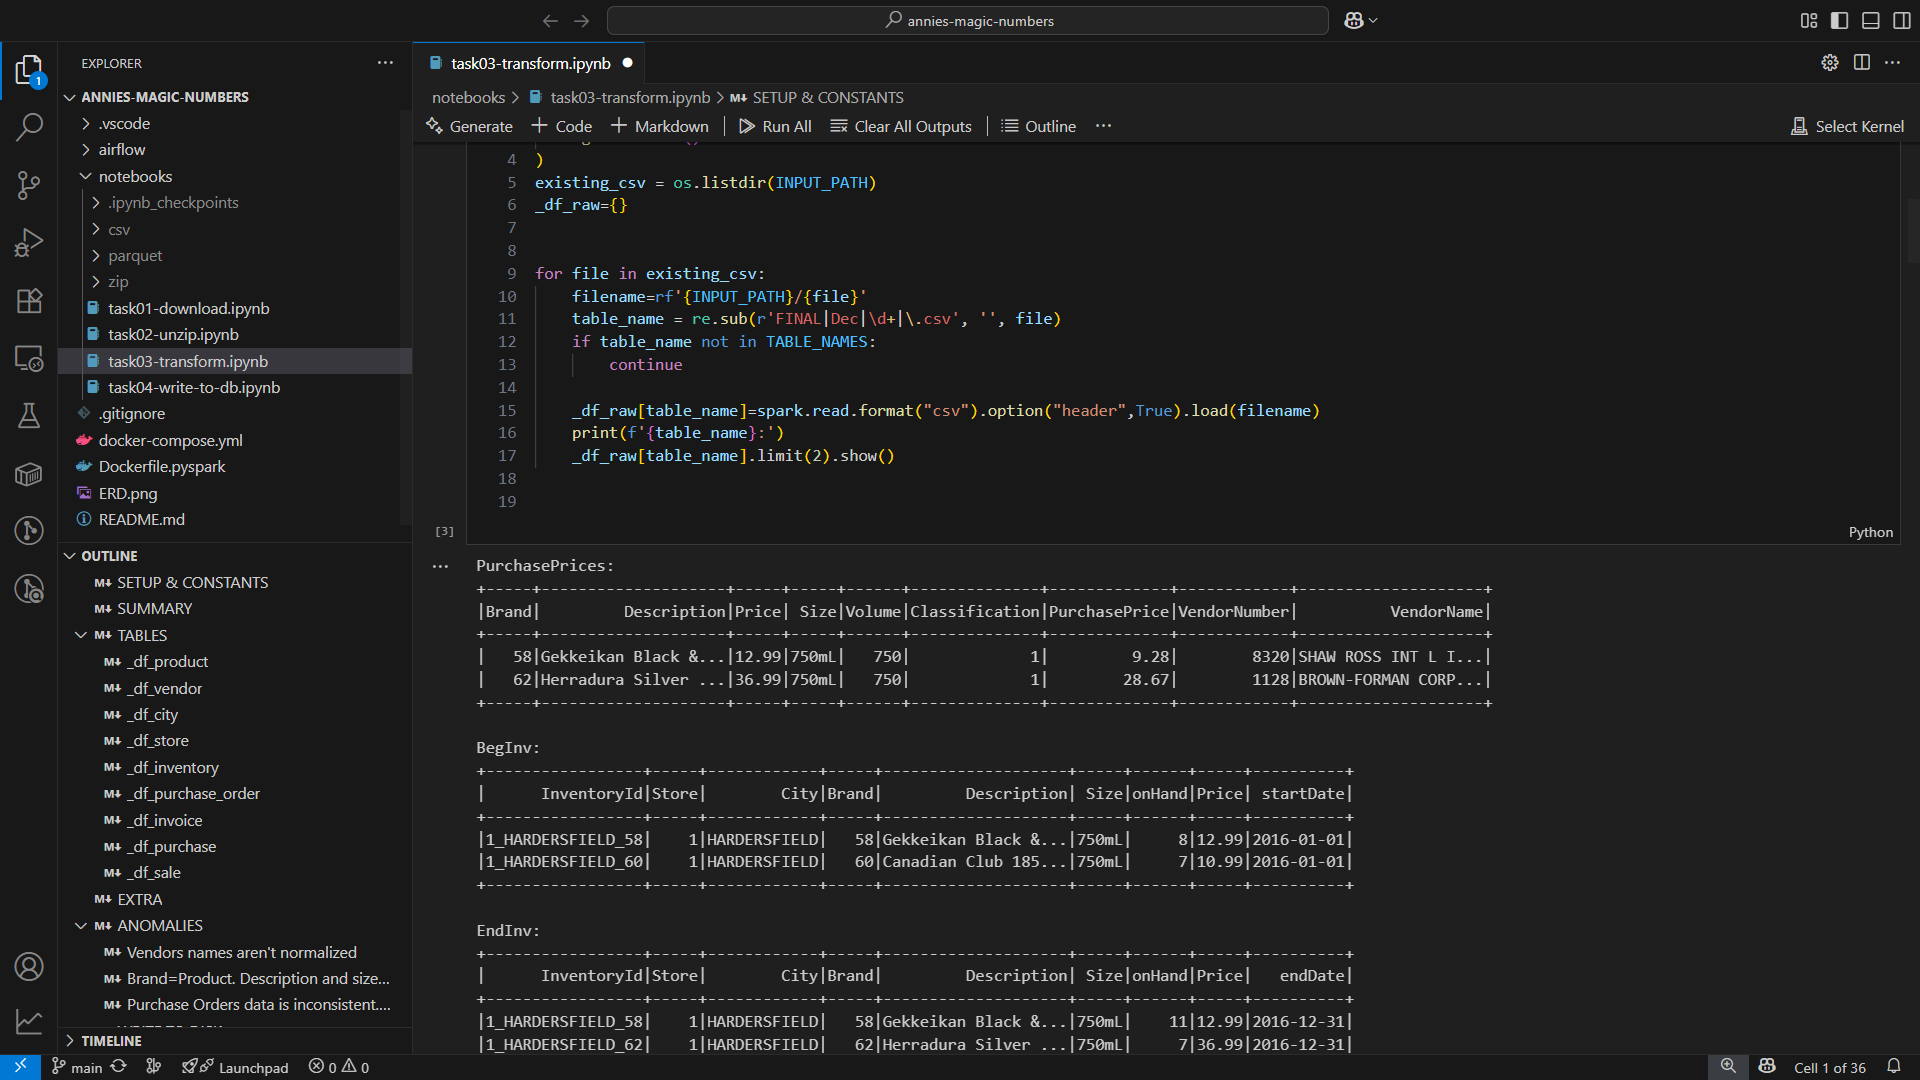 annies-magic-numbers
EXPLORER
ANNIES-MAGIC-NUMBERS
.vscode
airflow
notebooks
.ipynb_checkpoints
csv
parquet
zip
task01-download.ipynb
task02-unzip.ipynb
task03-transform.ipynb
task04-write-to-db.ipynb
.gitignore
docker-compose.yml
Dockerfile.pyspark
ERD.png
README.md
OUTLINE
SETUP & CONSTANTS
SUMMARY
TABLES
_df_product
_df_vendor
_df_city
_df_store
_df_inventory
_df_purchase_order
_df_invoice
_df_purchase
_df_sale
EXTRA
ANOMALIES
Vendors names aren't normalized
Brand=Product. Description and size...
Purchase Orders data is inconsistent....
TIMELINE
1
task03-transform.ipynb
notebooks > task03-transform.ipynb > M SETUP & CONSTANTS
Generate + Code + Markdown | Run All Clear All Outputs | Outline ...
Select Kernel
4 )
5 existing_csv = os.listdir(INPUT_PATH)
6 _df_raw={}
7
8
9 for file in existing_csv:
10     filename=rf'{INPUT_PATH}/{file}'
11     table_name = re.sub(r'FINAL|Dec|\d+|\.csv', '', file)
12     if table_name not in TABLE_NAMES:
13         continue
14
15     _df_raw[table_name]=spark.read.format("csv").option("header",True).load(filename)
16     print(f'{table_name}:')
17     _df_raw[table_name].limit(2).show()
18
19
[3]
Python
PurchasePrices:
+-----+--------------------+-----+-----+------+--------------+-------------+------------+--------------------+
|Brand|         Description|Price| Size|Volume|Classification|PurchasePrice|VendorNumber|          VendorName|
+-----+--------------------+-----+-----+------+--------------+-------------+------------+--------------------+
|   58|Gekkeikan Black &...|12.99|750mL|   750|             1|         9.28|        8320|SHAW ROSS INT L I...|
|   62|Herradura Silver ...|36.99|750mL|   750|             1|        28.67|        1128|BROWN-FORMAN CORP...|
+-----+--------------------+-----+-----+------+--------------+-------------+------------+--------------------+
BegInv:
+-----------------+-----+------------+-----+--------------------+-----+------+-----+----------+
|      InventoryId|Store|        City|Brand|         Description| Size|onHand|Price| startDate|
+-----------------+-----+------------+-----+--------------------+-----+------+-----+----------+
|1_HARDERSFIELD_58|    1|HARDERSFIELD|   58|Gekkeikan Black &...|750mL|     8|12.99|2016-01-01|
|1_HARDERSFIELD_60|    1|HARDERSFIELD|   60|Canadian Club 185...|750mL|     7|10.99|2016-01-01|
+-----------------+-----+------------+-----+--------------------+-----+------+-----+----------+
EndInv:
+-----------------+-----+------------+-----+--------------------+-----+------+-----+----------+
|      InventoryId|Store|        City|Brand|         Description| Size|onHand|Price|   endDate|
+-----------------+-----+------------+-----+--------------------+-----+------+-----+----------+
|1_HARDERSFIELD_58|    1|HARDERSFIELD|   58|Gekkeikan Black &...|750mL|    11|12.99|2016-12-31|
|1_HARDERSFIELD_62|    1|HARDERSFIELD|   62|Herradura Silver ...|750mL|     7|36.99|2016-12-31|
main Launchpad 0 0
Cell 1 of 36